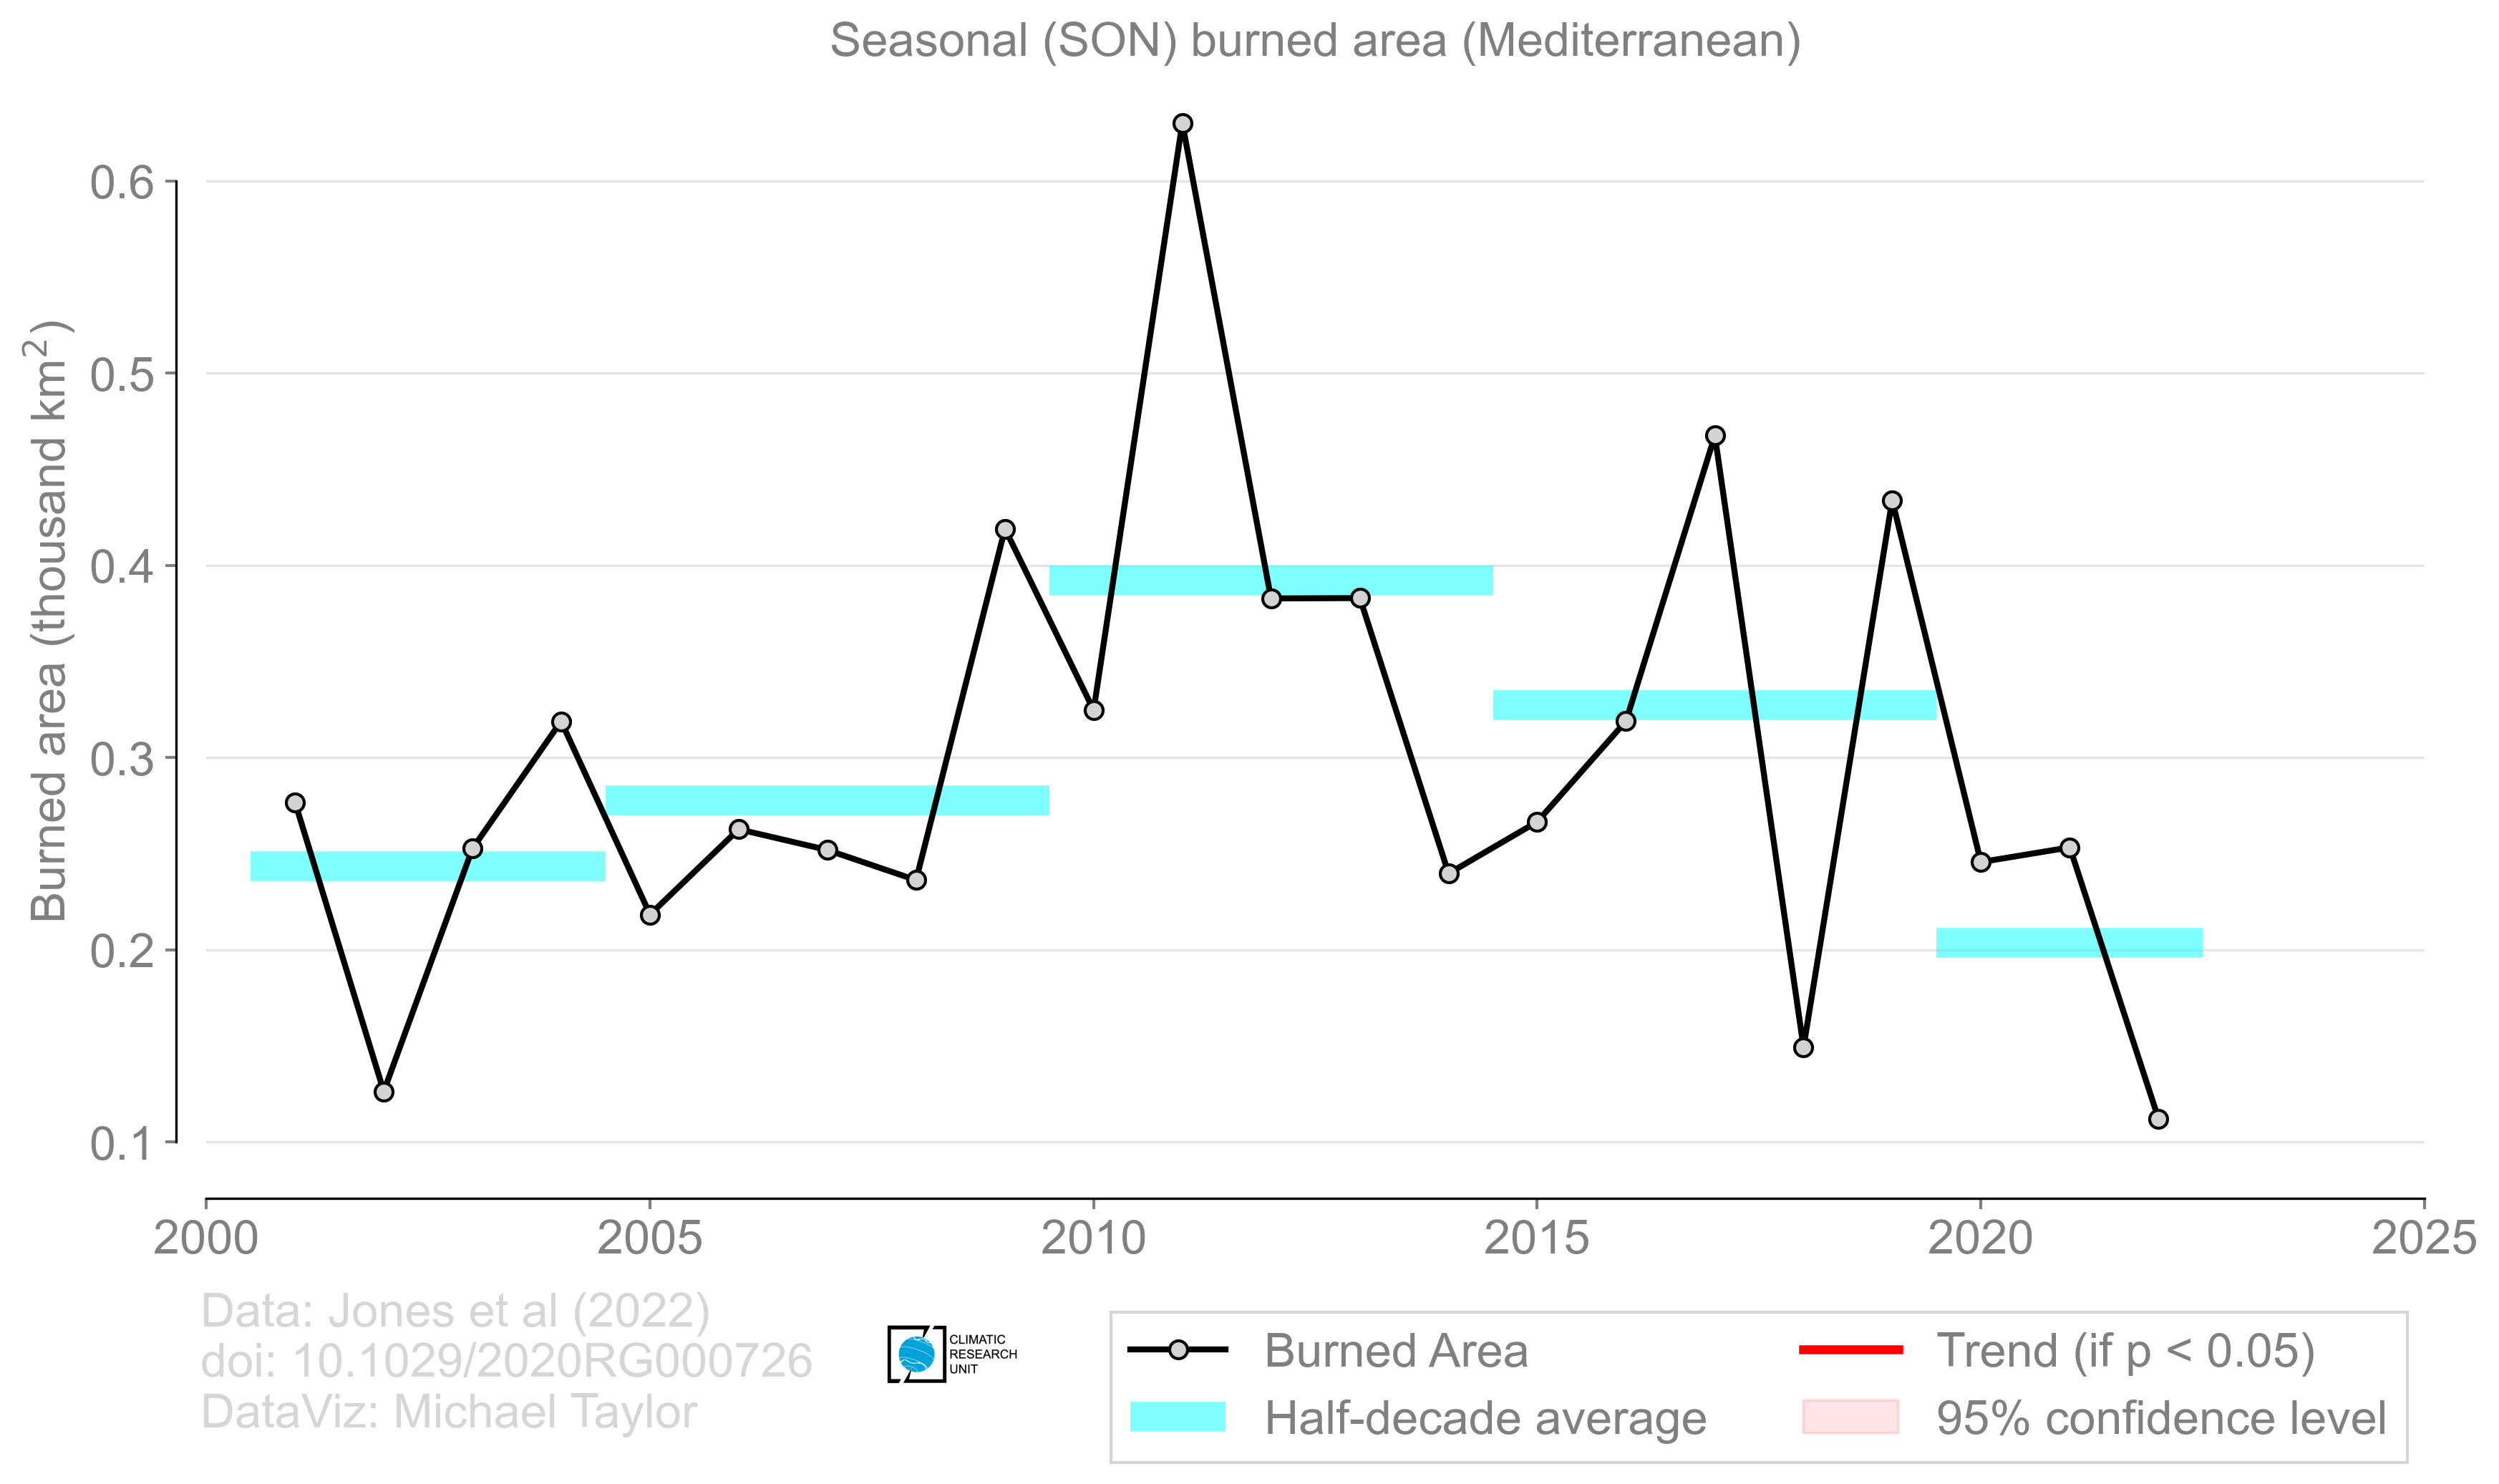 Seasonal (SON) burned area (Mediterranean)
Burned area (thousand km²)
0.6
0.5
0.4
0.3
0.2
0.1
2000 2005 2010 2015 2020 2025
Data: Jones et al (2022)
doi: 10.1029/2020RG000726
DataViz: Michael Taylor
CLIMATIC
RESEARCH
UNIT
Burned Area
Half-decade average
Trend (if p < 0.05)
95% confidence level